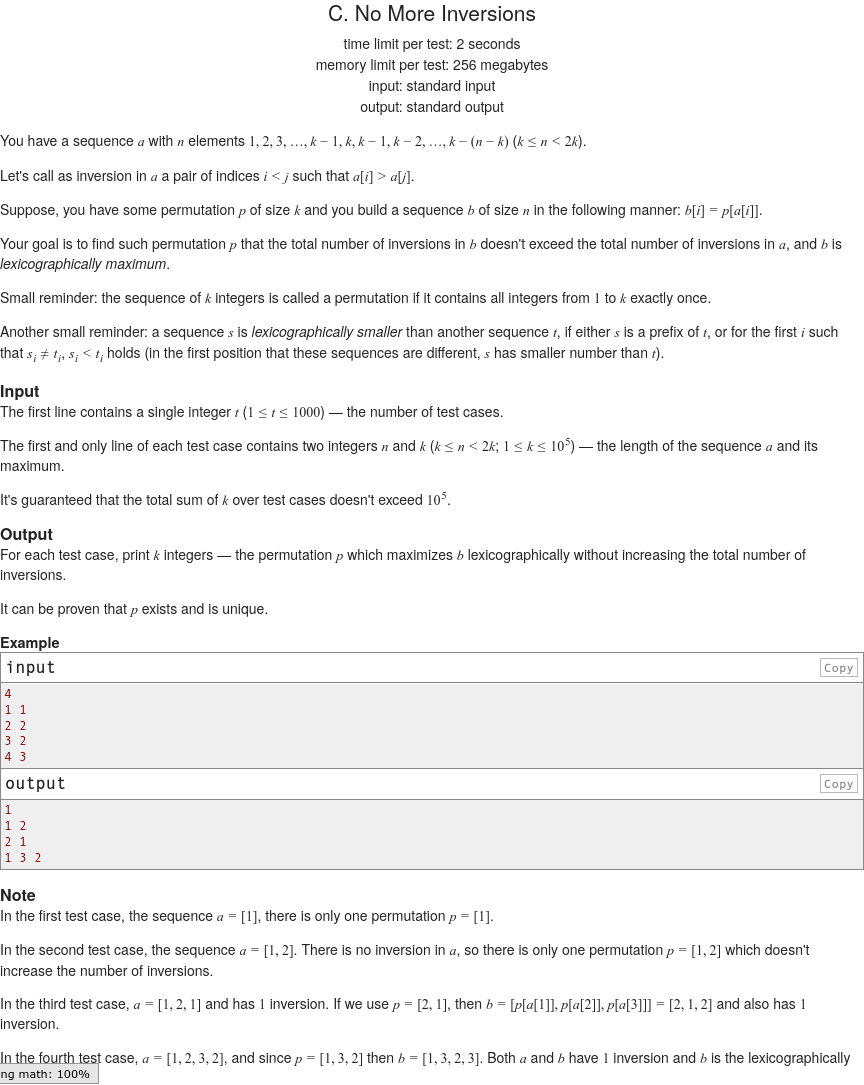 C. No More Inversions
time limit per test: 2 seconds
memory limit per test: 256 megabytes
input: standard input
output: standard output
You have a sequence a with n elements 1, 2, 3, …, k − 1, k, k − 1, k − 2, …, k − (n − k) (k ≤ n < 2k).
Let's call as inversion in a a pair of indices i < j such that a[i] > a[j].
Suppose, you have some permutation p of size k and you build a sequence b of size n in the following manner: b[i] = p[a[i]].
Your goal is to find such permutation p that the total number of inversions in b doesn't exceed the total number of inversions in a, and b is
lexicographically maximum.
Small reminder: the sequence of k integers is called a permutation if it contains all integers from 1 to k exactly once.
Another small reminder: a sequence s is lexicographically smaller than another sequence t, if either s is a prefix of t, or for the first i such
that sᵢ ≠ tᵢ, sᵢ < tᵢ holds (in the first position that these sequences are different, s has smaller number than t).
Input
The first line contains a single integer t (1 ≤ t ≤ 1000) — the number of test cases.
The first and only line of each test case contains two integers n and k (k ≤ n < 2k; 1 ≤ k ≤ 10⁵) — the length of the sequence a and its
maximum.
It's guaranteed that the total sum of k over test cases doesn't exceed 10⁵.
Output
For each test case, print k integers — the permutation p which maximizes b lexicographically without increasing the total number of
inversions.
It can be proven that p exists and is unique.
Example
input
Copy
4
1 1
2 2
3 2
4 3
output
Copy
1
1 2
2 1
1 3 2
Note
In the first test case, the sequence a = [1], there is only one permutation p = [1].
In the second test case, the sequence a = [1, 2]. There is no inversion in a, so there is only one permutation p = [1, 2] which doesn't
increase the number of inversions.
In the third test case, a = [1, 2, 1] and has 1 inversion. If we use p = [2, 1], then b = [p[a[1]], p[a[2]], p[a[3]]] = [2, 1, 2] and also has 1
inversion.
In the fourth test case, a = [1, 2, 3, 2], and since p = [1, 3, 2] then b = [1, 3, 2, 3]. Both a and b have 1 inversion and b is the lexicographically
ng math: 100%